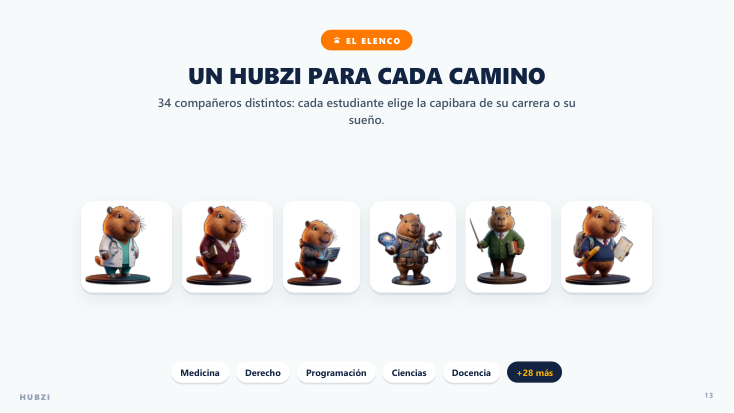 EL ELENCO
UN HUBZI PARA CADA CAMINO
34 compañeros distintos: cada estudiante elige la capibara de su carrera o su
sueño.
Medicina
Derecho
Programación
Ciencias
Docencia
+28 más
HUBZI
13